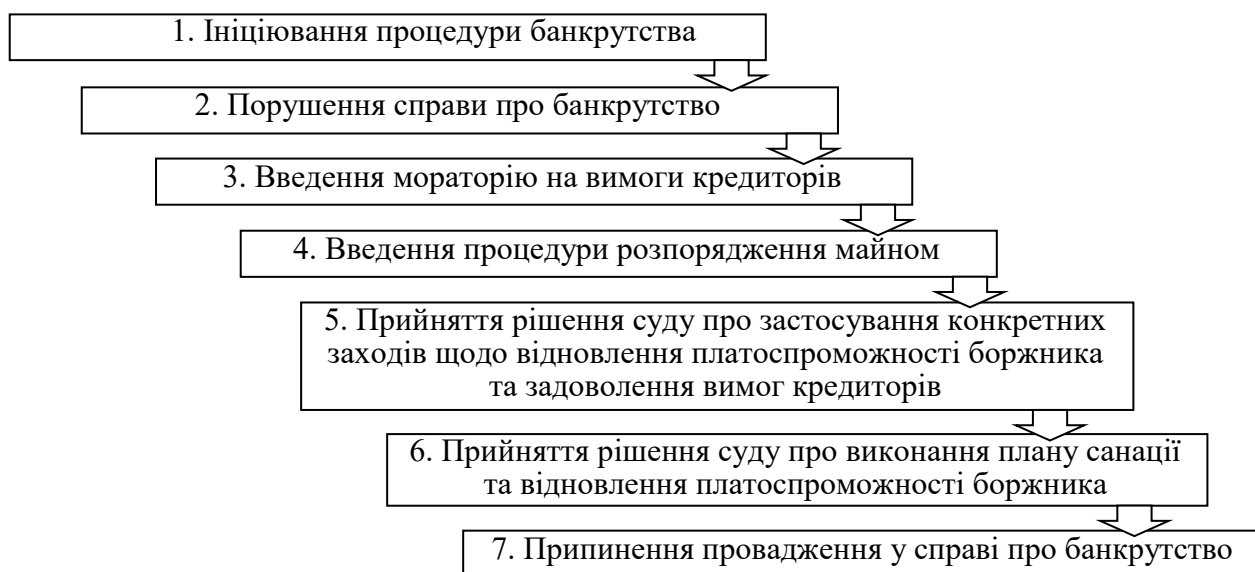 1. Ініціювання процедури банкрутства
2. Порушення справи про банкрутство
3. Введення мораторію на вимоги кредиторів
4. Введення процедури розпорядження майном
5. Прийняття рішення суду про застосування конкретних
заходів щодо відновлення платоспроможності боржника
та задоволення вимог кредиторів
6. Прийняття рішення суду про виконання плану санації
та відновлення платоспроможності боржника
7. Припинення провадження у справі про банкрутство